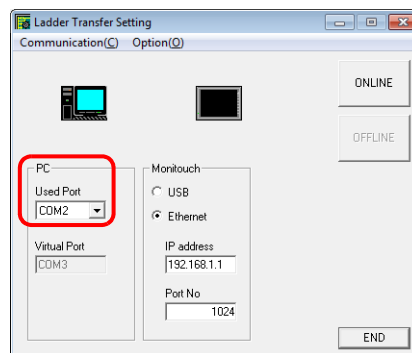 Ladder Transfer Setting
Communication(C) Option(O)
ONLINE
OFFLINE
PC
Used Port
COM2
Virtual Port
COM3
Monitouch
USB
Ethernet
IP address
192.168.1.1
Port No
1024
END